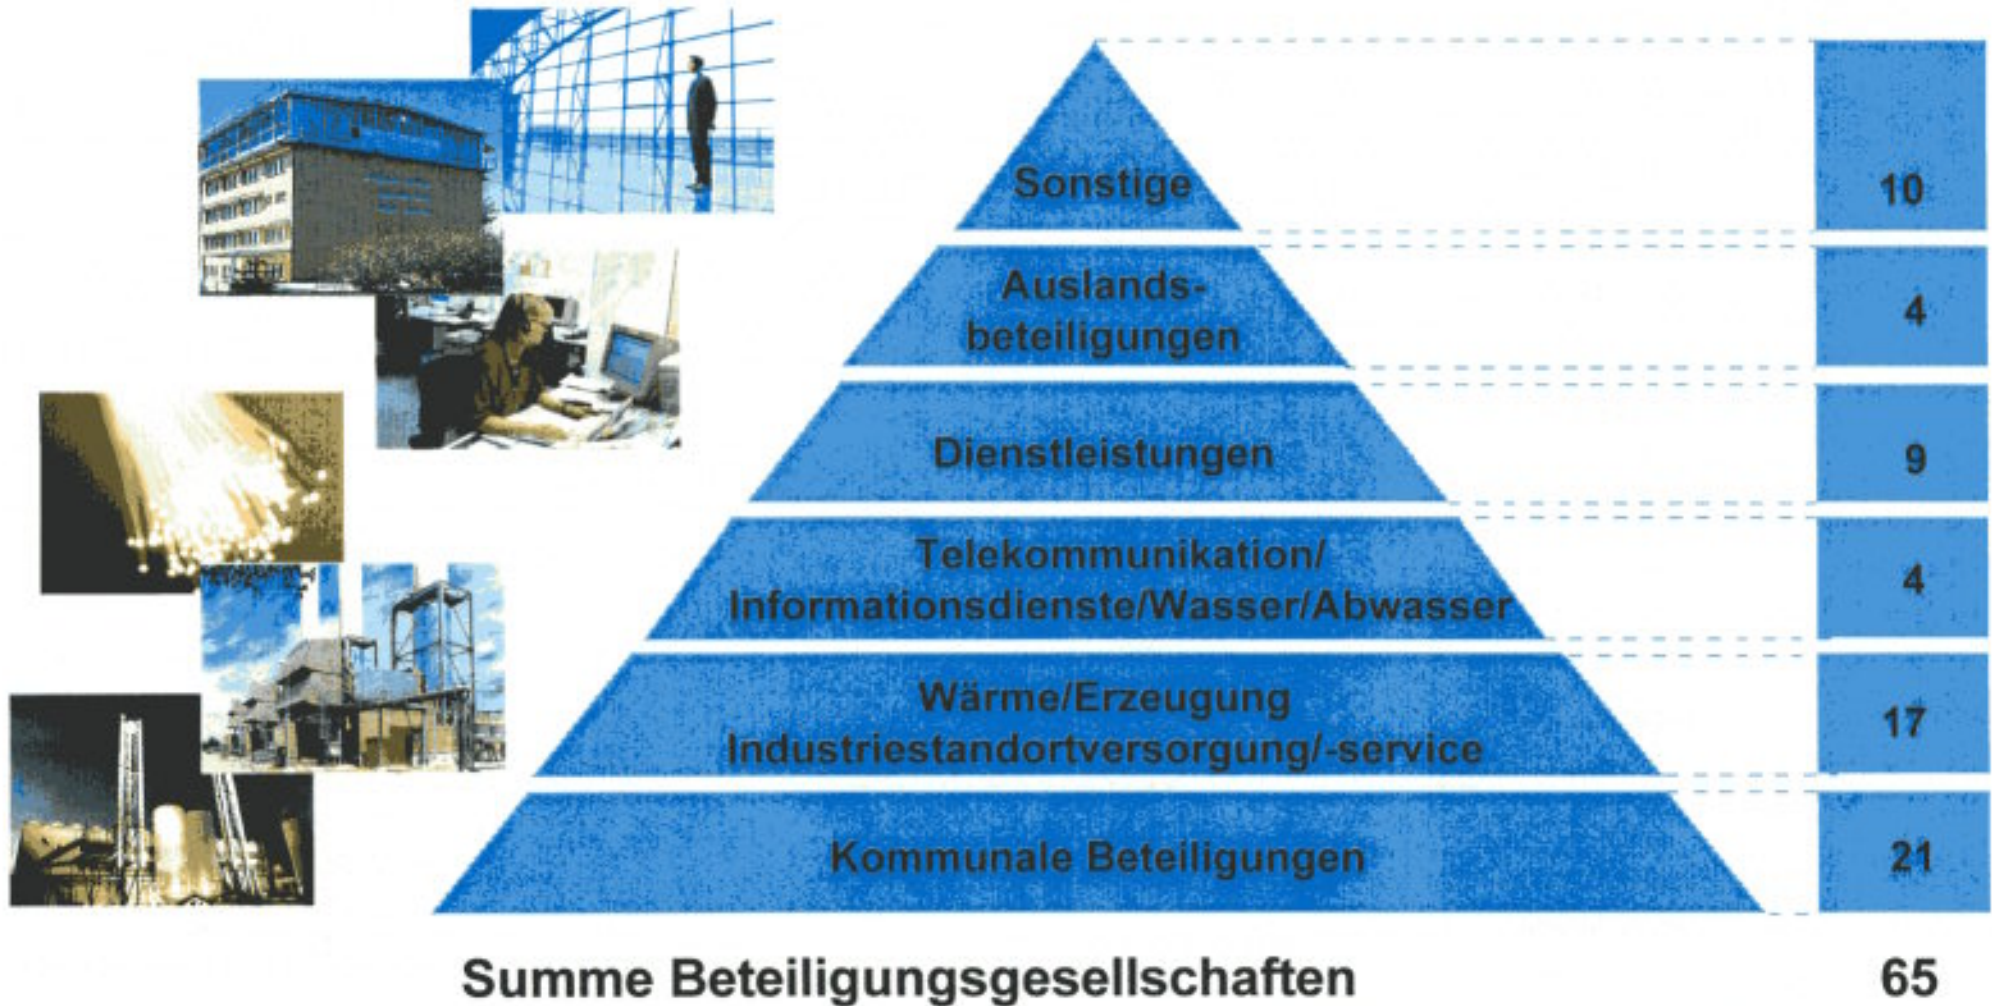 Sonstige 10
Auslands-
beteiligungen 4
Dienstleistungen 9
Telekommunikation/
Informationsdienste/Wasser/Abwasser 4
Wärme/Erzeugung
Industriestandortversorgung/-service 17
Kommunale Beteiligungen 21
Summe Beteiligungsgesellschaften 65